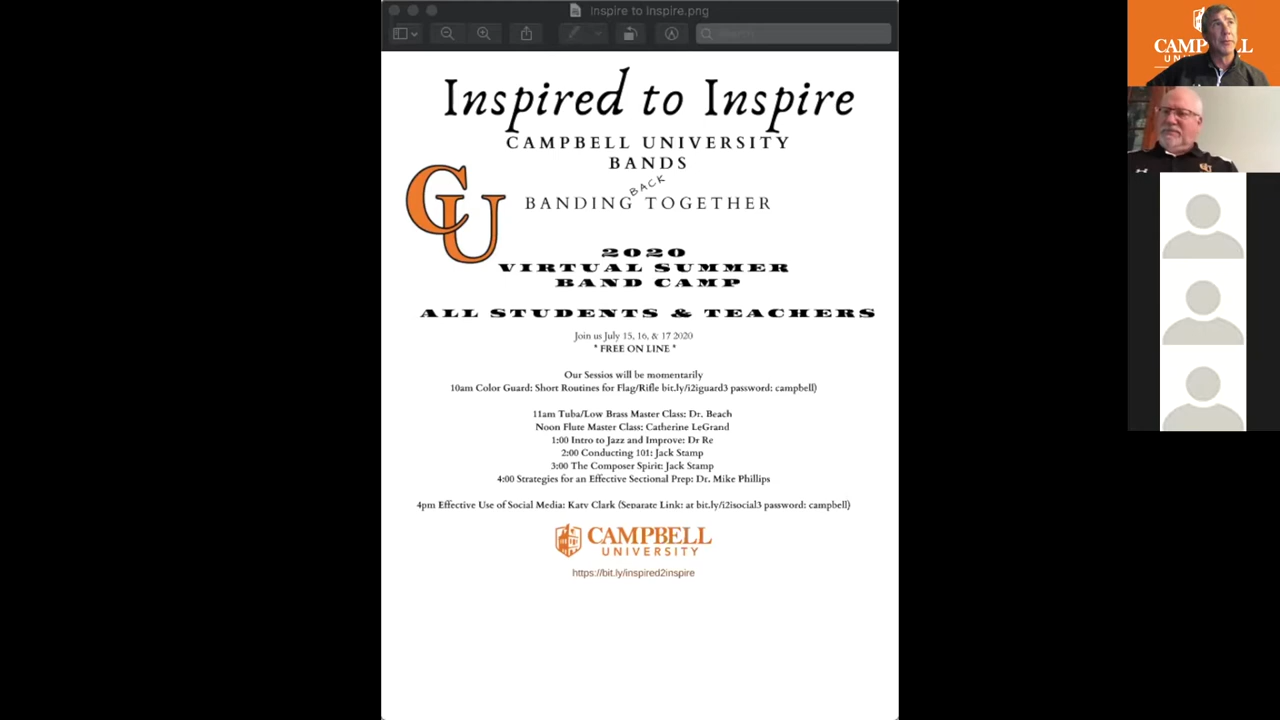 Inspire to inspire.png
Search
Inspired to Inspire
CAMPBELL UNIVERSITY
BANDS
BACK
BANDING TOGETHER
CU
2020
VIRTUAL SUMMER
BAND CAMP
ALL STUDENTS & TEACHERS
Join us July 15, 16, & 17 2020
* FREE ON LINE *
Our Sessios will be momentarily
10am Color Guard: Short Routines for Flag/Rifle bit.ly/i2iguard3 password: campbell)
11am Tuba/Low Brass Master Class: Dr. Beach
Noon Flute Master Class: Catherine LeGrand
1:00 Intro to Jazz and Improve: Dr Re
2:00 Conducting 101: Jack Stamp
3:00 The Composer Spirit: Jack Stamp
4:00 Strategies for an Effective Sectional Prep: Dr. Mike Phillips
4pm Effective Use of Social Media: Katy Clark (Separate Link: at bit.ly/i2isocial3 password: campbell)
CAMPBELL
UNIVERSITY
https://bit.ly/inspired2inspire